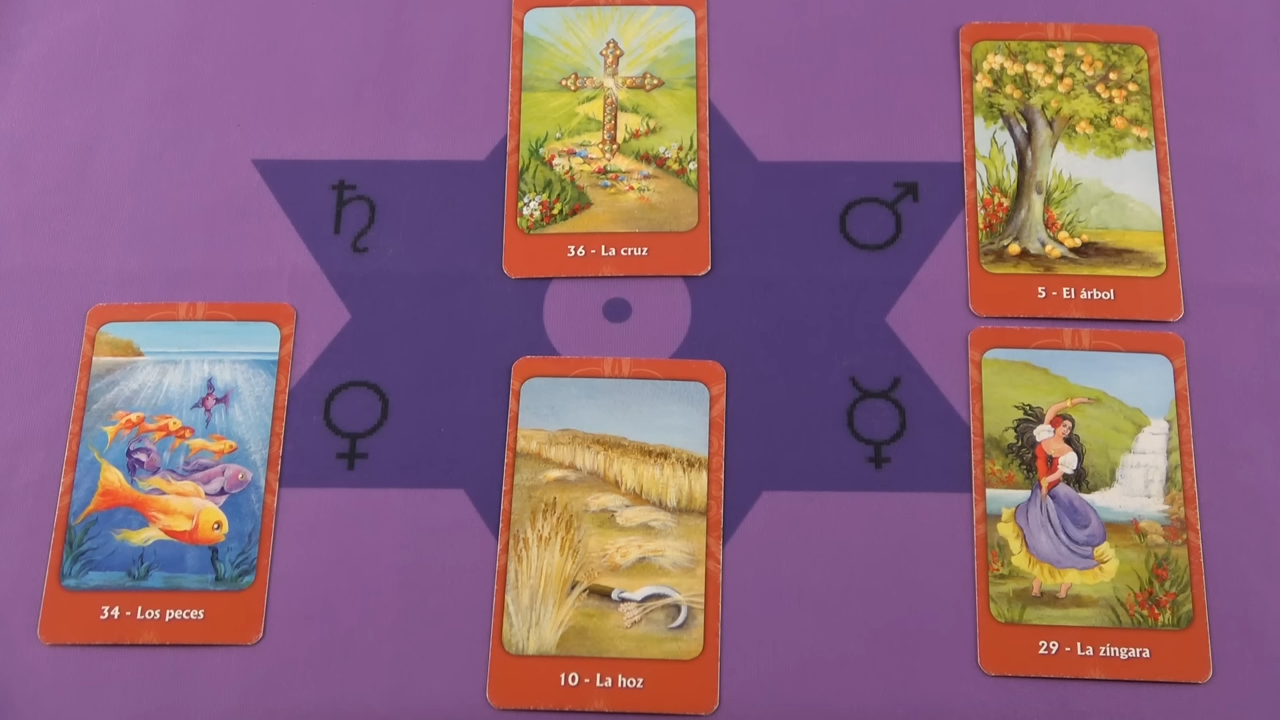 36 - La cruz
5 - El árbol
34 - Los peces
10 - La hoz
29 - La zíngara